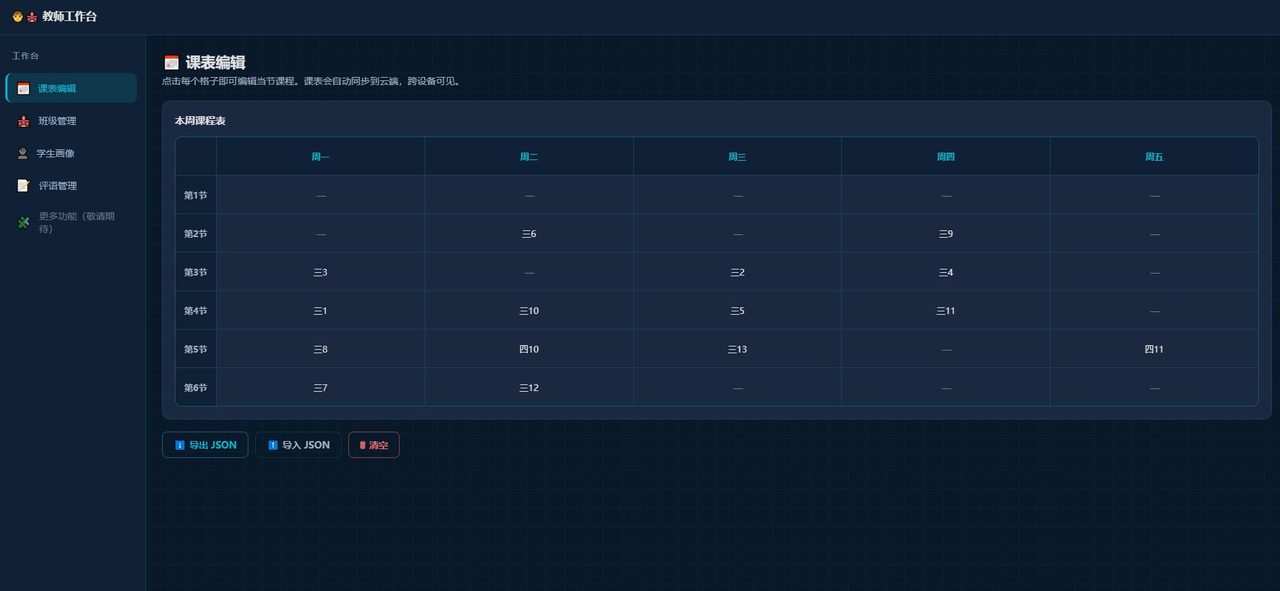 教师工作台
工作台
课表编辑
班级管理
学生画像
评语管理
更多功能（敬请期
待）
课表编辑
点击每个格子即可编辑当节课程。课表会自动同步到云端，跨设备可见。
本周课程表
周一 周二 周三 周四 周五
第1节 — — — — —
第2节 — 三6 — 三9 —
第3节 三3 — 三2 三4 —
第4节 三1 三10 三5 三11 —
第5节 三8 四10 三13 — 四11
第6节 三7 三12 — — —
导出 JSON 导入 JSON 清空